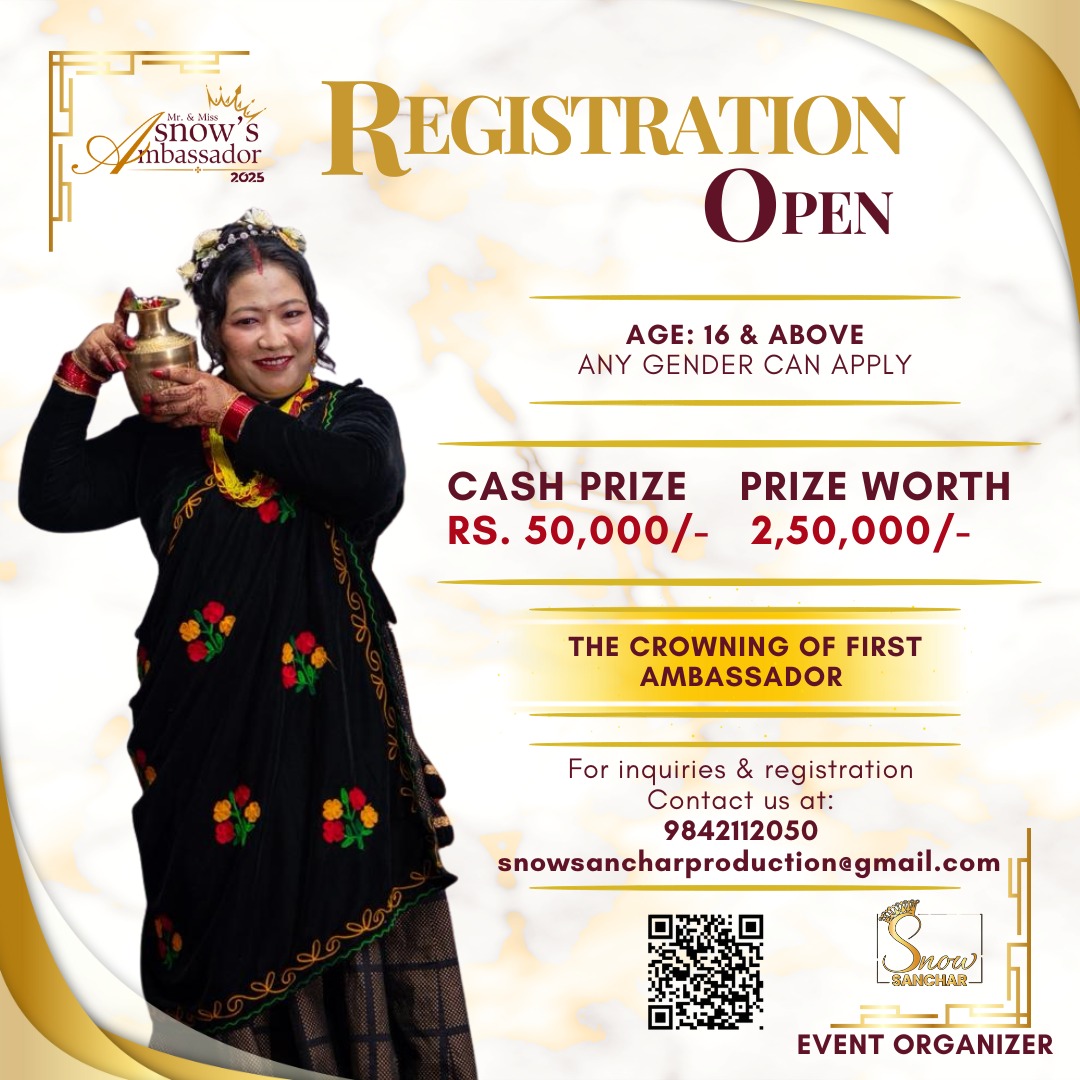 Mr. & Miss
snow's
Ambassador
2025
REGISTRATION
OPEN
AGE: 16 & ABOVE
ANY GENDER CAN APPLY
CASH PRIZE PRIZE WORTH
RS. 50,000/- 2,50,000/-
THE CROWNING OF FIRST
AMBASSADOR
For inquiries & registration
Contact us at:
9842112050
snowsancharproduction@gmail.com
Snow
SANCHAR
EVENT ORGANIZER